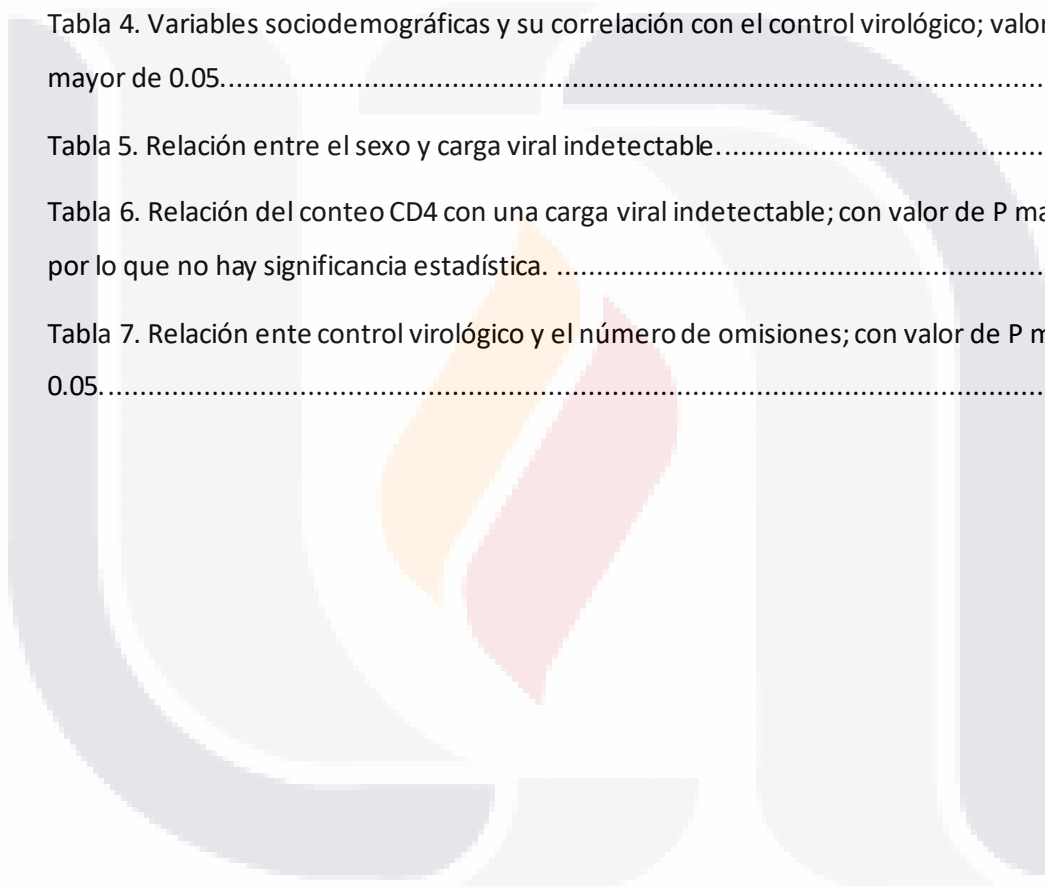 Tabla 4. Variables sociodemográficas y su correlación con el control virológico; valor
mayor de 0.05.......................................................................................................
Tabla 5. Relación entre el sexo y carga viral indetectable.........................................
Tabla 6. Relación del conteo CD4 con una carga viral indetectable; con valor de P
por lo que no hay significancia estadística. ..............................................................
Tabla 7. Relación ente control virológico y el número de omisiones; con valor de P
0.05......................................................................................................................